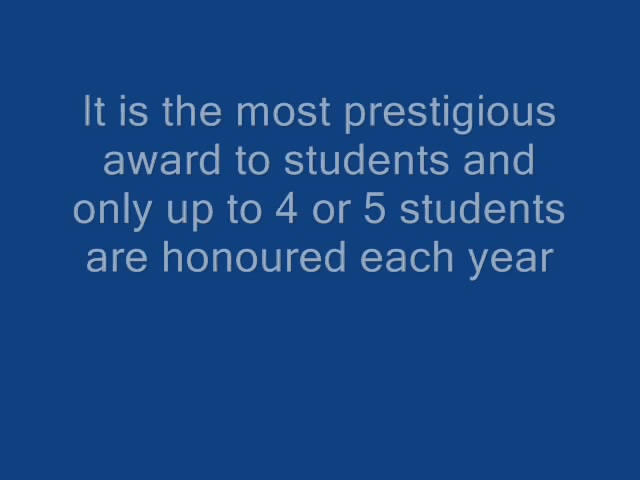 It is the most prestigious
award to students and
only up to 4 or 5 students
are honoured each year